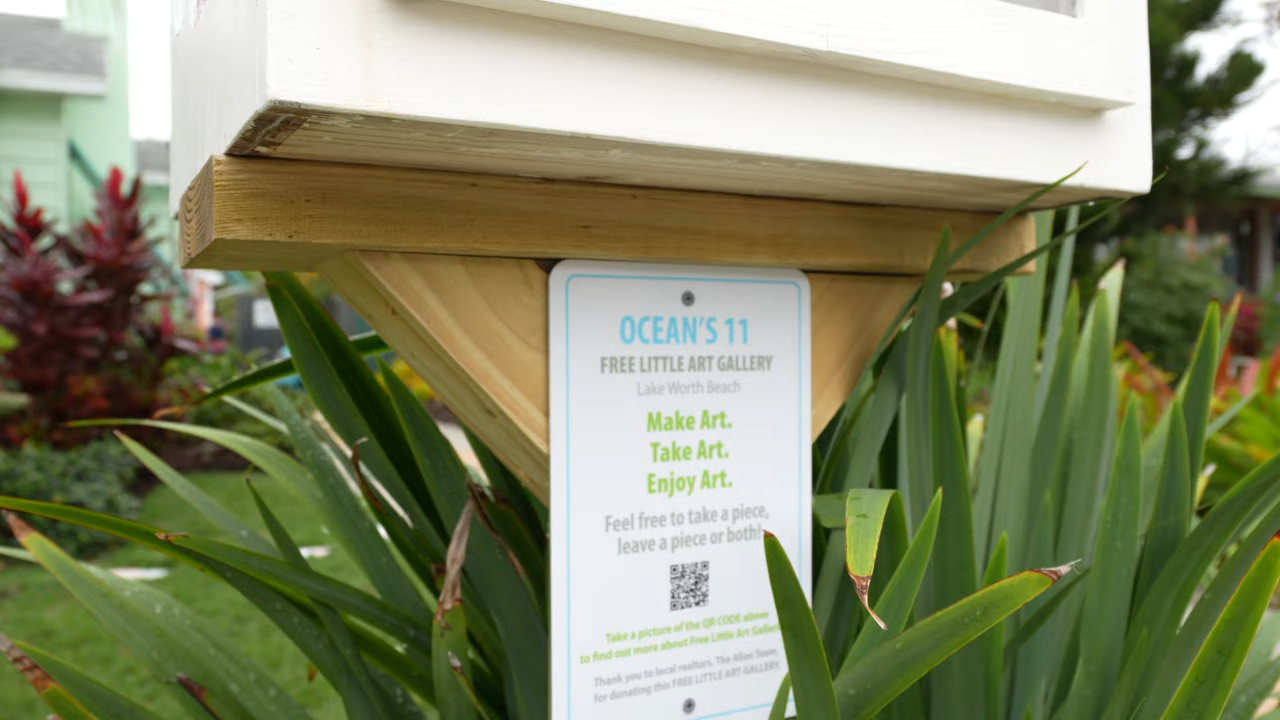 OCEAN'S 11
FREE LITTLE ART GALLERY
Lake Worth Beach
Make Art.
Take Art.
Enjoy Art.
Feel free to take a piece,
leave a piece or both!
Take a picture of the QR CODE above
to find out more about Free Little Art Galler
Thank you to local realtors, The Allen Team,
for donating this FREE LITTLE ART GALLERY.